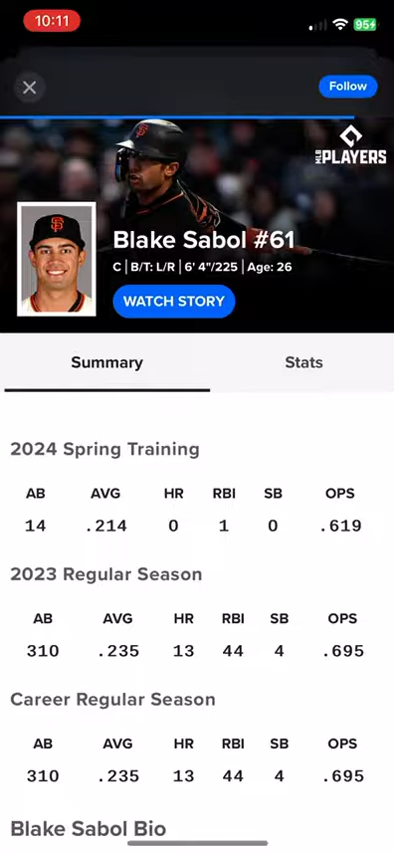 10:11
95
Follow
MLB PLAYERS
Blake Sabol #61
C | B/T: L/R | 6' 4"/225 | Age: 26
WATCH STORY
Summary Stats
2024 Spring Training
AB AVG HR RBI SB OPS
14 .214 0 1 0 .619
2023 Regular Season
AB AVG HR RBI SB OPS
310 .235 13 44 4 .695
Career Regular Season
AB AVG HR RBI SB OPS
310 .235 13 44 4 .695
Blake Sabol Bio